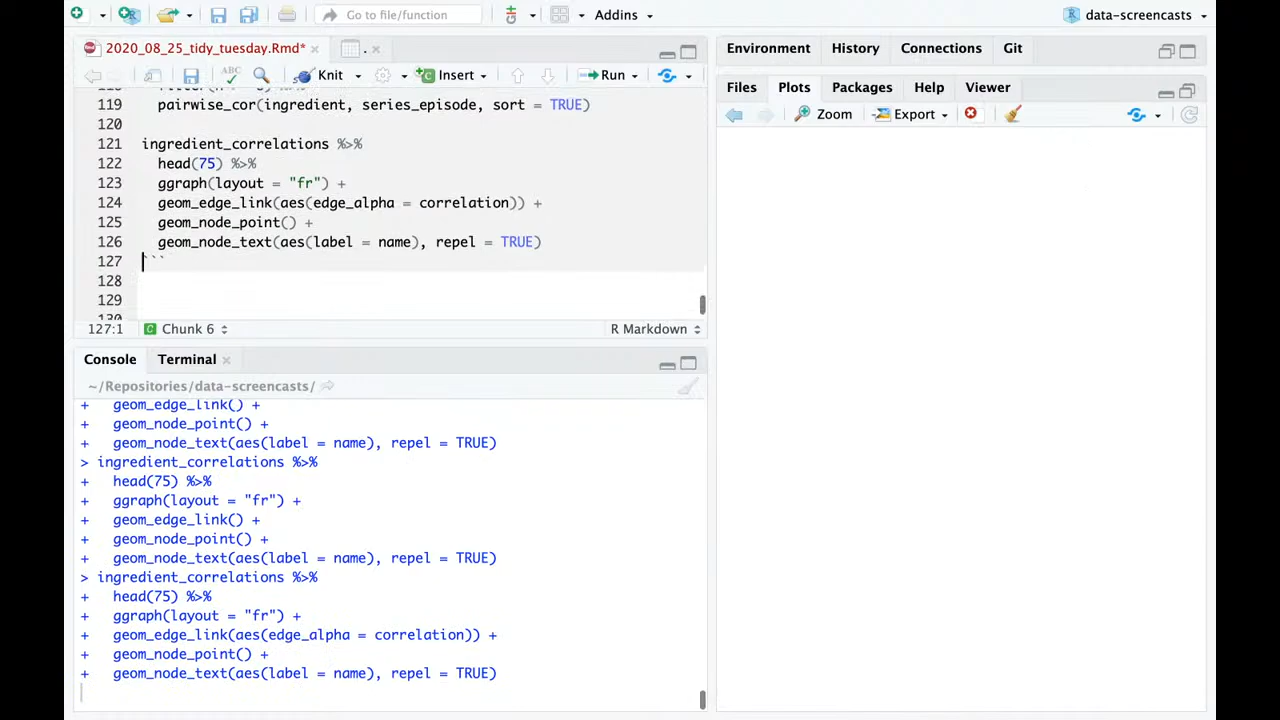 Go to file/function
Addins
data-screencasts
2020_08_25_tidy_tuesday.Rmd*
.
ABC
Knit
Insert
Run
119 pairwise_cor(ingredient, series_episode, sort = TRUE)
120
121 ingredient_correlations %>%
122 head(75) %>%
123 ggraph(layout = "fr") +
124 geom_edge_link(aes(edge_alpha = correlation)) +
125 geom_node_point() +
126 geom_node_text(aes(label = name), repel = TRUE)
127 ```
128
129
130
127:1 Chunk 6 R Markdown
Console Terminal
~/Repositories/data-screencasts/
+ geom_edge_link() +
+ geom_node_point() +
+ geom_node_text(aes(label = name), repel = TRUE)
> ingredient_correlations %>%
+ head(75) %>%
+ ggraph(layout = "fr") +
+ geom_edge_link() +
+ geom_node_point() +
+ geom_node_text(aes(label = name), repel = TRUE)
> ingredient_correlations %>%
+ head(75) %>%
+ ggraph(layout = "fr") +
+ geom_edge_link(aes(edge_alpha = correlation)) +
+ geom_node_point() +
+ geom_node_text(aes(label = name), repel = TRUE)
Environment History Connections Git
Files Plots Packages Help Viewer
Zoom Export